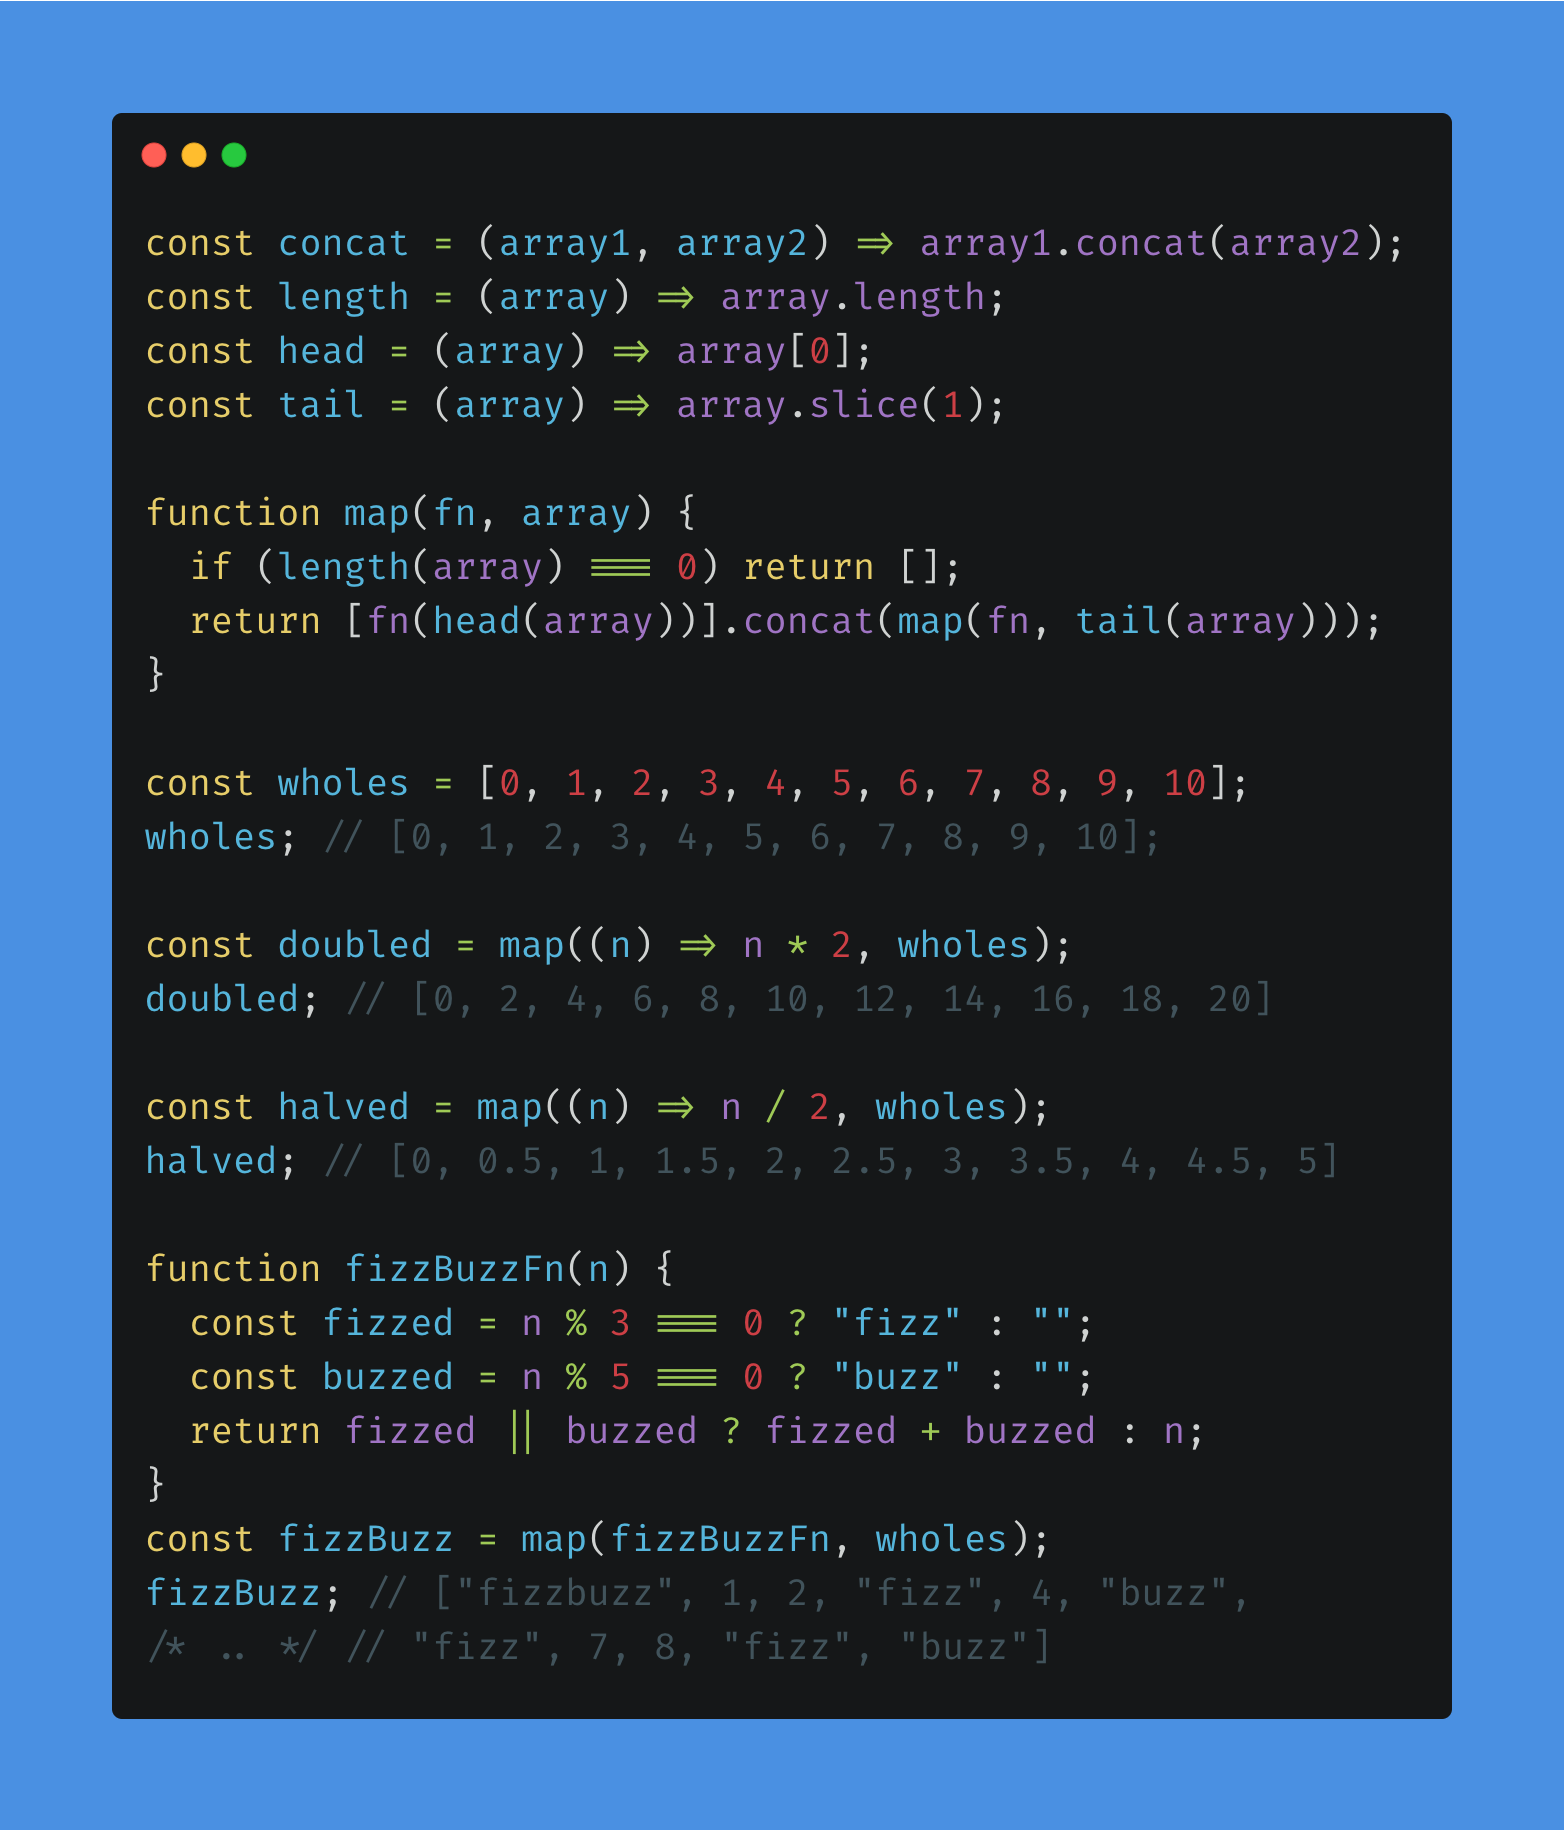 const concat = (array1, array2) => array1.concat(array2);
const length = (array) => array.length;
const head = (array) => array[0];
const tail = (array) => array.slice(1);

function map(fn, array) {
  if (length(array) === 0) return [];
  return [fn(head(array))].concat(map(fn, tail(array)));
}

const wholes = [0, 1, 2, 3, 4, 5, 6, 7, 8, 9, 10];
wholes; // [0, 1, 2, 3, 4, 5, 6, 7, 8, 9, 10];

const doubled = map((n) => n * 2, wholes);
doubled; // [0, 2, 4, 6, 8, 10, 12, 14, 16, 18, 20]

const halved = map((n) => n / 2, wholes);
halved; // [0, 0.5, 1, 1.5, 2, 2.5, 3, 3.5, 4, 4.5, 5]

function fizzBuzzFn(n) {
  const fizzed = n % 3 === 0 ? "fizz" : "";
  const buzzed = n % 5 === 0 ? "buzz" : "";
  return fizzed || buzzed ? fizzed + buzzed : n;
}
const fizzBuzz = map(fizzBuzzFn, wholes);
fizzBuzz; // ["fizzbuzz", 1, 2, "fizz", 4, "buzz",
/* .. */ // "fizz", 7, 8, "fizz", "buzz"]